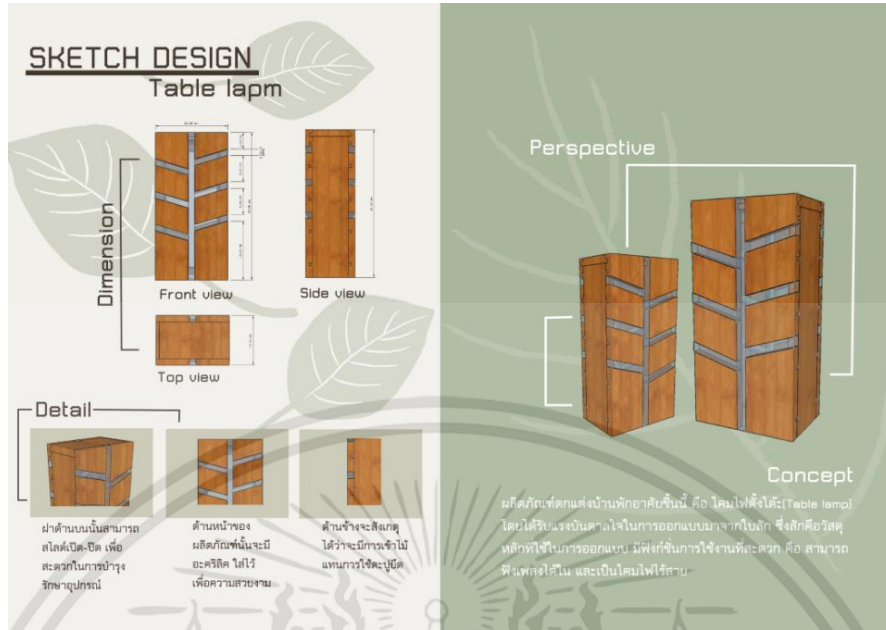 SKETCH DESIGN
Table lapm
Dimension
Front view
Side view
Top view
Detail
ฝาด้านบนนั้นสามารถ
สไลด์เปิด-ปิด เพื่อ
สะดวกในการบำรุง
รักษาอุปกรณ์
ด้านหน้าของ
ผลิตภัณฑ์นั้นจะมี
อะคริลิค ใส่ไว้
เพื่อความสวยงาม
ด้านข้างจะสังเกตุ
ได้ว่าจะมีการเข้าไม้
แทนการใช้ตะปูยึด
Perspective
Concept
ผลิตภัณฑ์ตกแต่งบ้านพักอาศัยชิ้นนี้ คือ โคมไฟตั้งโต๊ะ(Table lamp)
โดยได้รับแรงบันดาลใจในการออกแบบมาจากใบสัก ซึ่งสักคือวัสดุ
หลักที่ใช้ในการออกแบบ มีฟังก์ชั่นการใช้งานที่สะดวก คือ สามารถ
ฟังเพลงได้ใน และเป็นโคมไฟไร้สาย